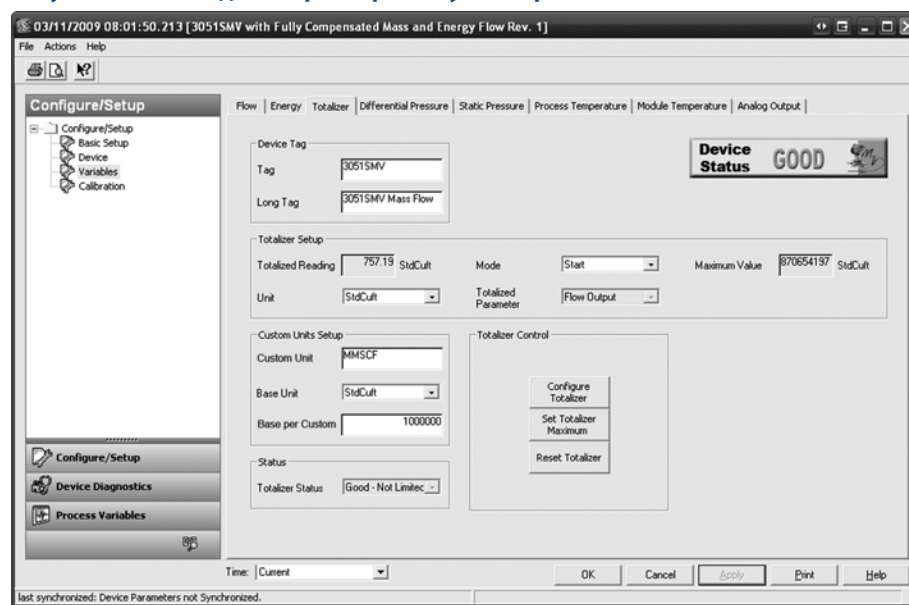 03/11/2009 08:01:50.213 [3051SMV with Fully Compensated Mass and Energy Flow Rev. 1]
File Actions Help
Configure/Setup
Configure/Setup
Basic Setup
Device
Variables
Calibration
Configure/Setup
Device Diagnostics
Process Variables
Flow Energy Totalizer Differential Pressure Static Pressure Process Temperature Module Temperature Analog Output
Device Tag
Tag 3051SMV
Long Tag 3051SMV Mass Flow
Device Status GOOD
Totalizer Setup
Totalized Reading 757.19 StdCuft Mode Start Maximum Value 870654197 StdCuft
Unit StdCuft Totalized Parameter Flow Output
Custom Units Setup
Custom Unit MMSCF
Base Unit StdCuft
Base per Custom 1000000
Totalizer Control
Configure Totalizer
Set Totalizer Maximum
Reset Totalizer
Status
Totalizer Status Good - Not Limitec
Time: Current
OK Cancel Apply Print Help
last synchronized: Device Parameters not Synchronized.